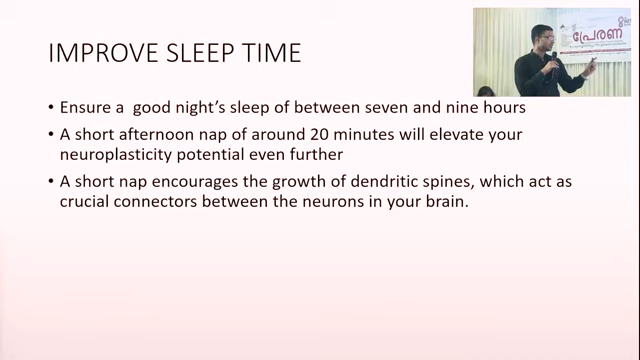 IMPROVE SLEEP TIME
പ്രേരണ
• Ensure a good night's sleep of between seven and nine hours
• A short afternoon nap of around 20 minutes will elevate your
neuroplasticity potential even further
• A short nap encourages the growth of dendritic spines, which act as
crucial connectors between the neurons in your brain.